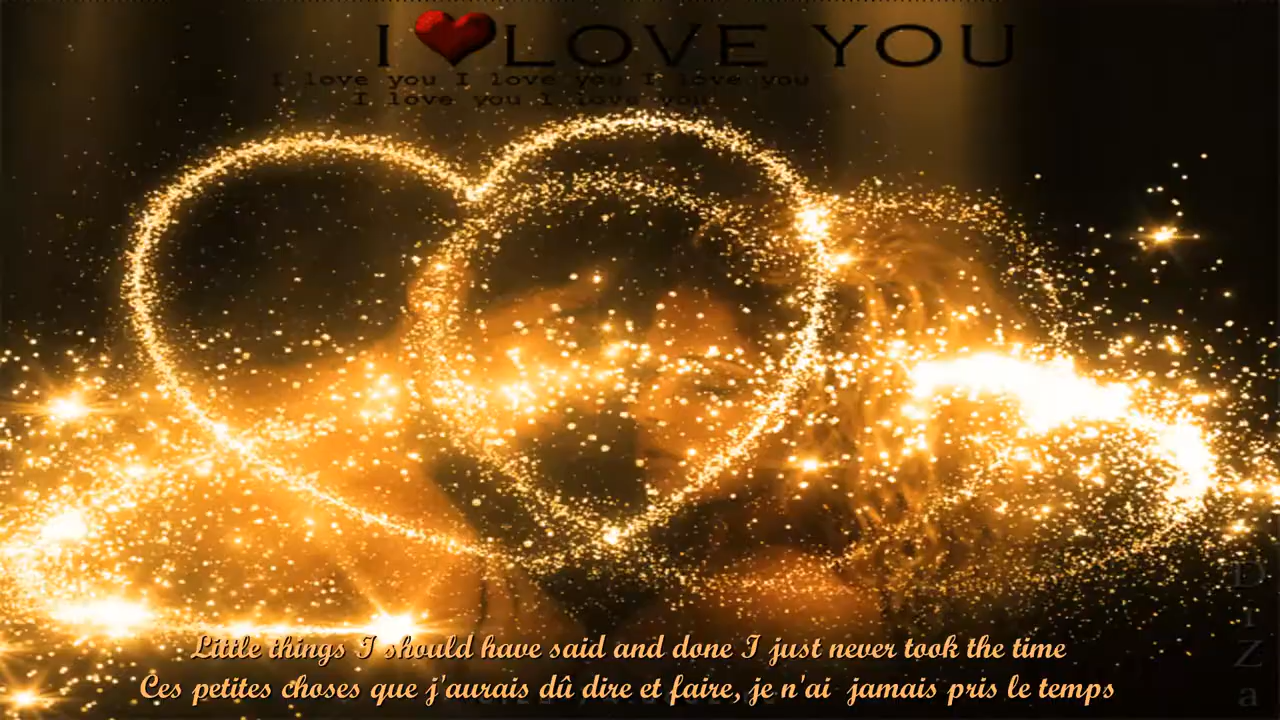 I LOVE YOU
I love you I love you I love you
I love you I love you
Little things I should have said and done I just never took the time
Ces petites choses que j'aurais dû dire et faire, je n'ai jamais pris le temps
D
i
Z
a